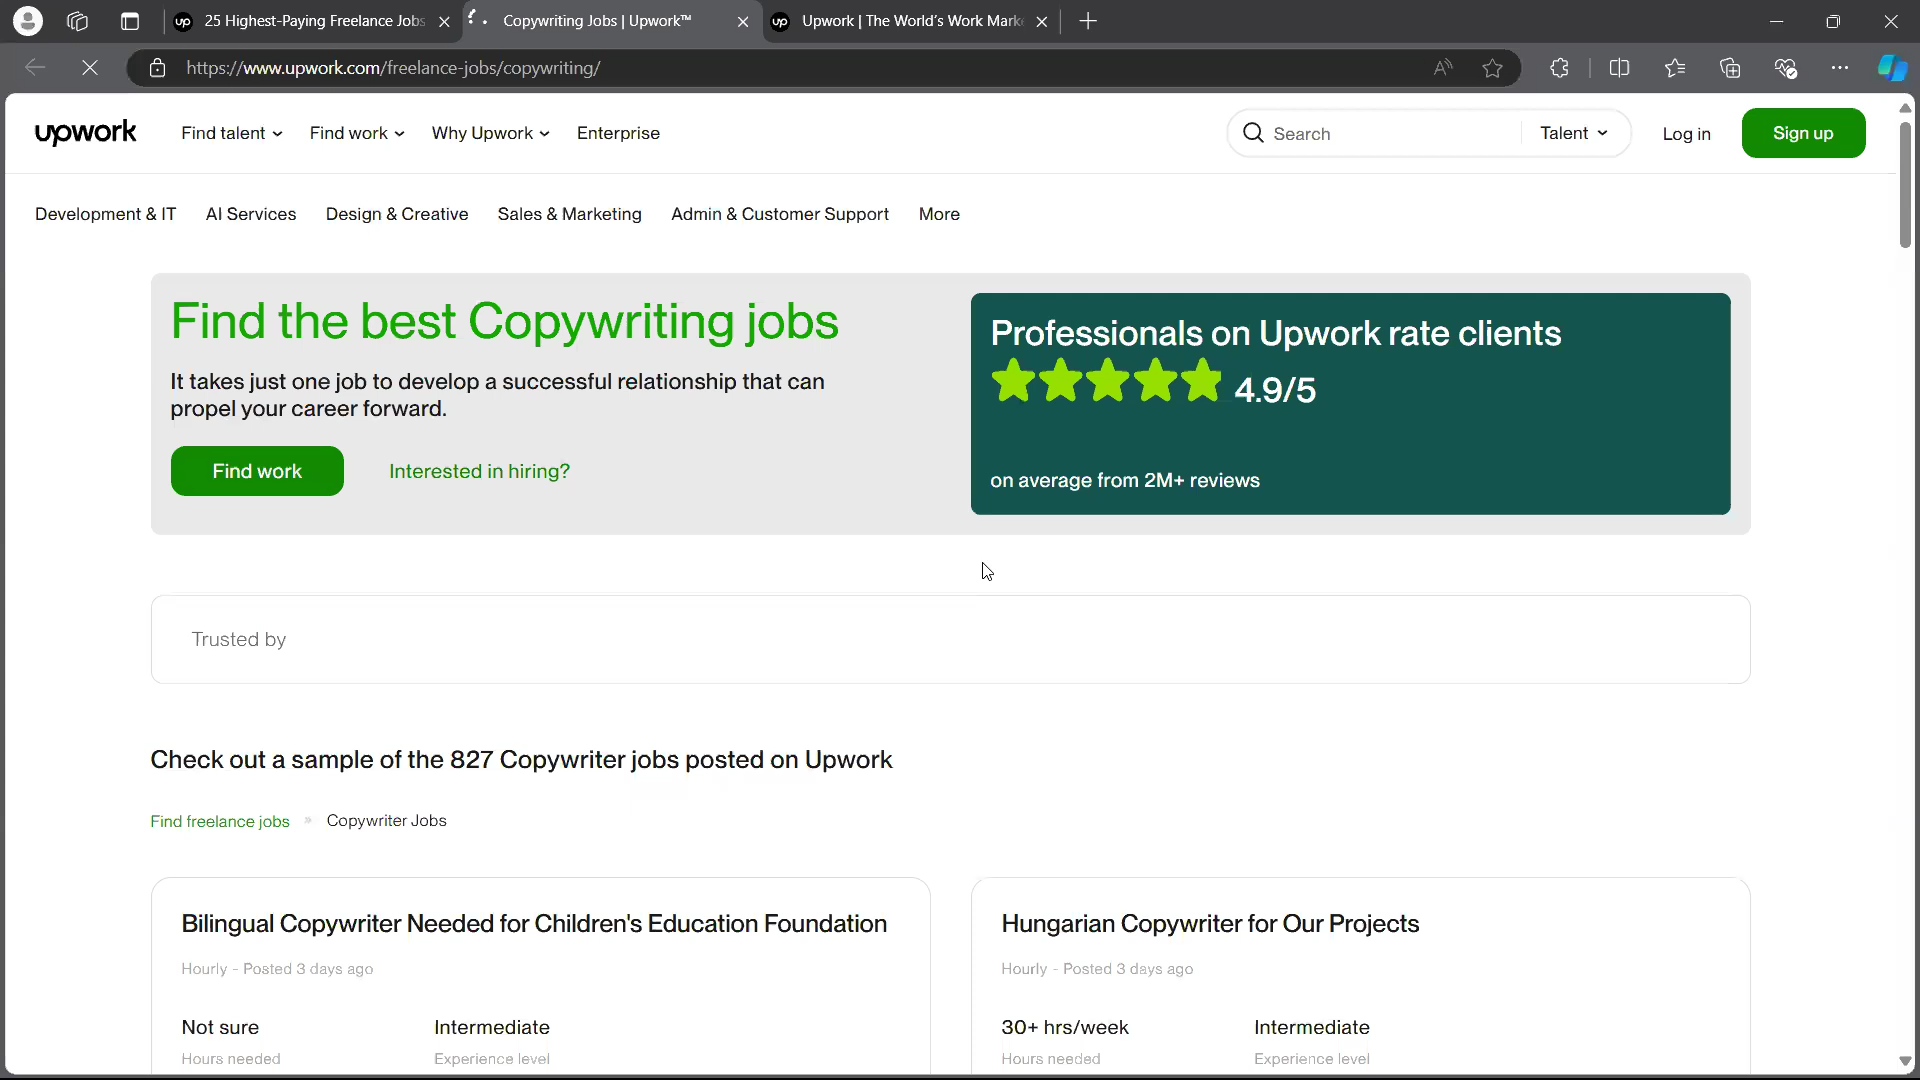 25 Highest-Paying Freelance Jobs
Copywriting Jobs | Upwork™
Upwork | The World's Work Mark
https://www.upwork.com/freelance-jobs/copywriting/
upwork
Find talent
Find work
Why Upwork
Enterprise
Search
Talent
Log in
Sign up
Development & IT
AI Services
Design & Creative
Sales & Marketing
Admin & Customer Support
More
Find the best Copywriting jobs
It takes just one job to develop a successful relationship that can
propel your career forward.
Find work
Interested in hiring?
Professionals on Upwork rate clients
4.9/5
on average from 2M+ reviews
Trusted by
Check out a sample of the 827 Copywriter jobs posted on Upwork
Find freelance jobs » Copywriter Jobs
Bilingual Copywriter Needed for Children's Education Foundation
Hourly - Posted 3 days ago
Not sure
Hours needed
Intermediate
Experience level
Hungarian Copywriter for Our Projects
Hourly - Posted 3 days ago
30+ hrs/week
Hours needed
Intermediate
Experience level